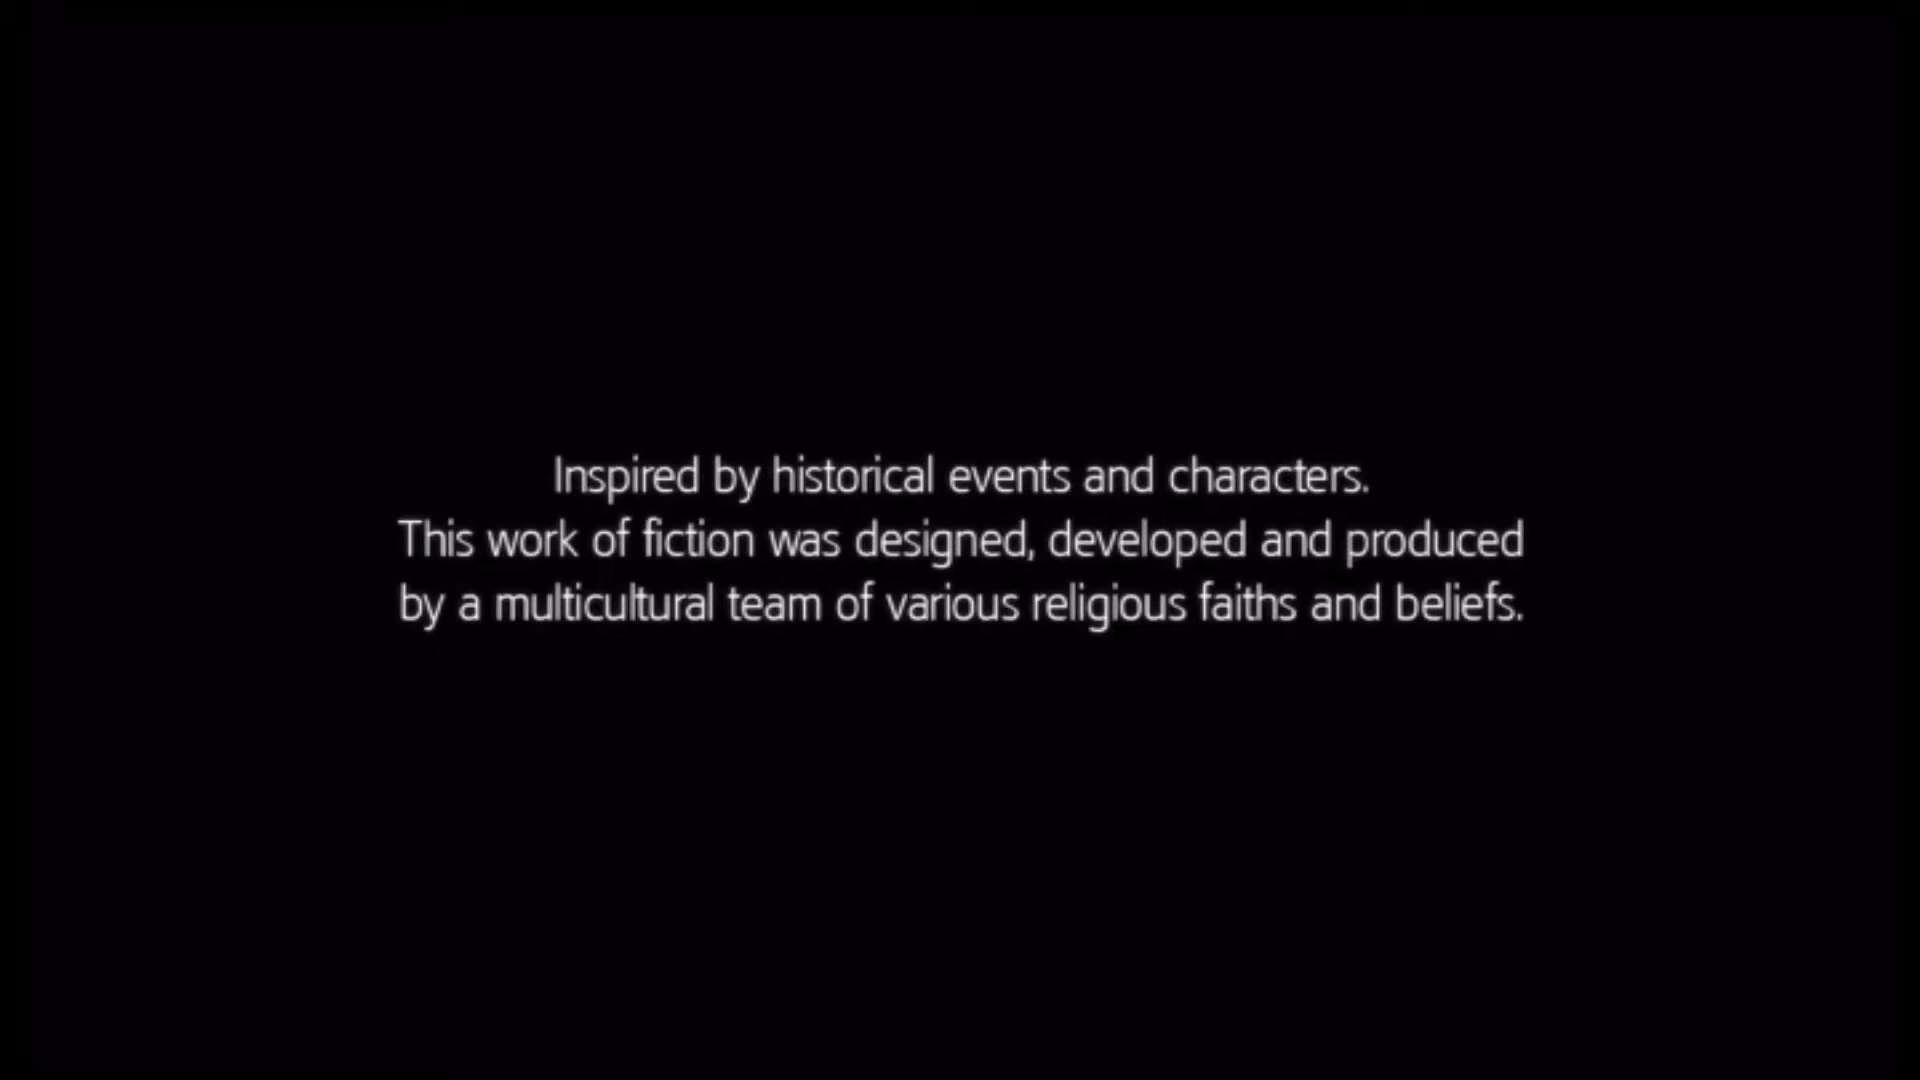 Inspired by historical events and characters.
This work of fiction was designed, developed and produced
by a multicultural team of various religious faiths and beliefs.